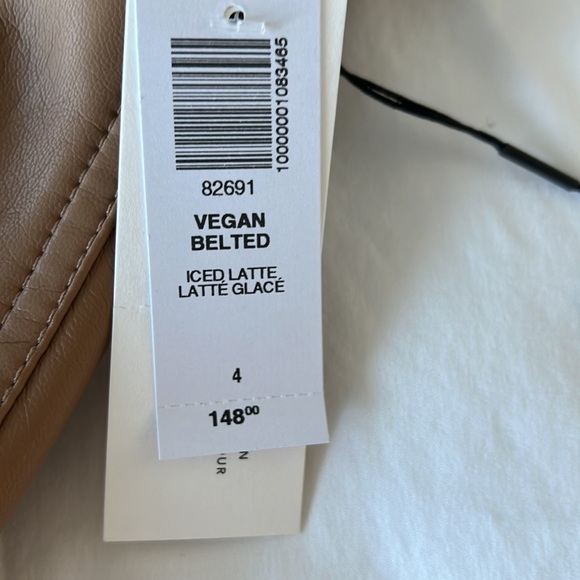 10000001083465
82691
VEGAN
BELTED
ICED LATTE
LATTÉ GLACÉ
4
148⁰⁰